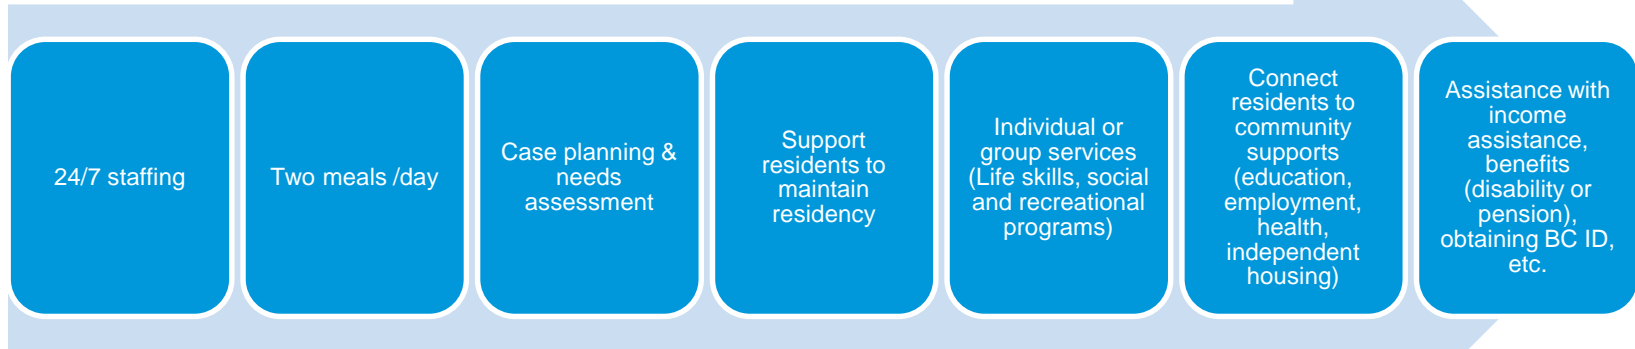 24/7 staffing
Two meals /day
Case planning &
needs
assessment
Support
residents to
maintain
residency
Individual or
group services
(Life skills, social
and recreational
programs)
Connect
residents to
community
supports
(education,
employment,
health,
independent
housing)
Assistance with
income
assistance,
benefits
(disability or
pension),
obtaining BC ID,
etc.